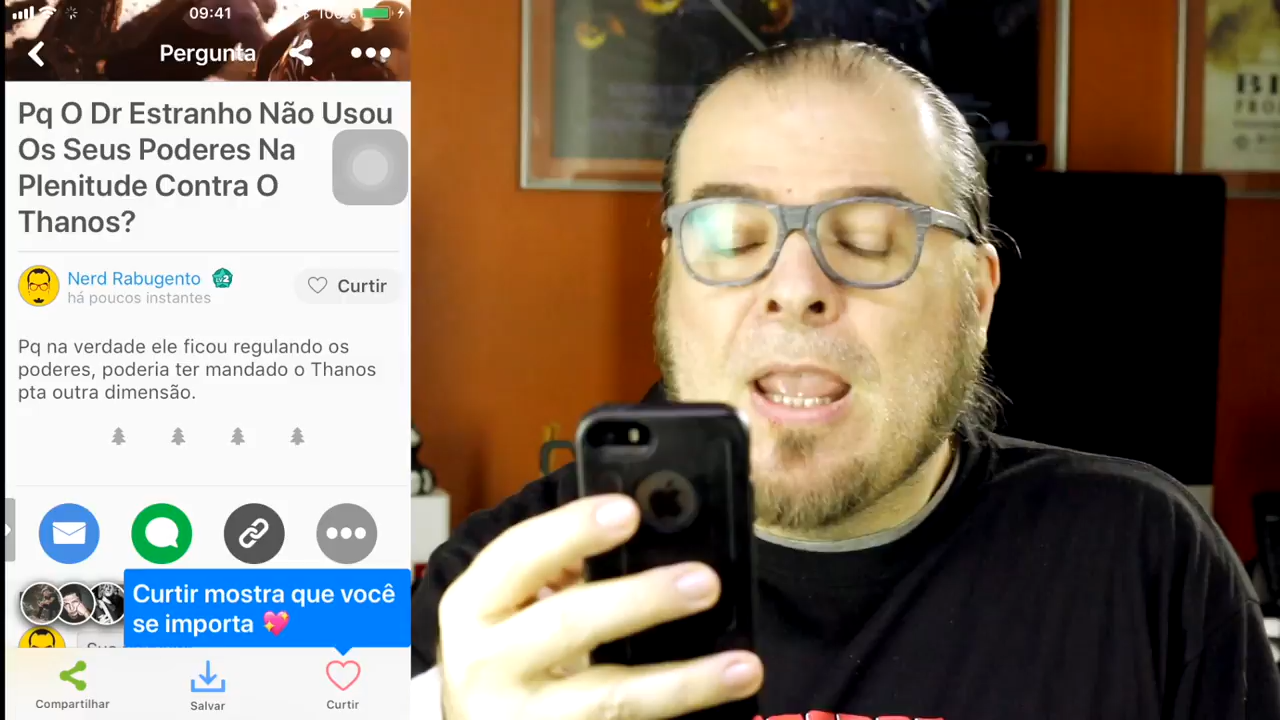 09:41
100%
Pergunta
Pq O Dr Estranho Não Usou
Os Seus Poderes Na
Plenitude Contra O
Thanos?
Nerd Rabugento
há poucos instantes
Curtir
Pq na verdade ele ficou regulando os
poderes, poderia ter mandado o Thanos
pta outra dimensão.
Curtir mostra que você
se importa 💖
Compartilhar
Salvar
Curtir